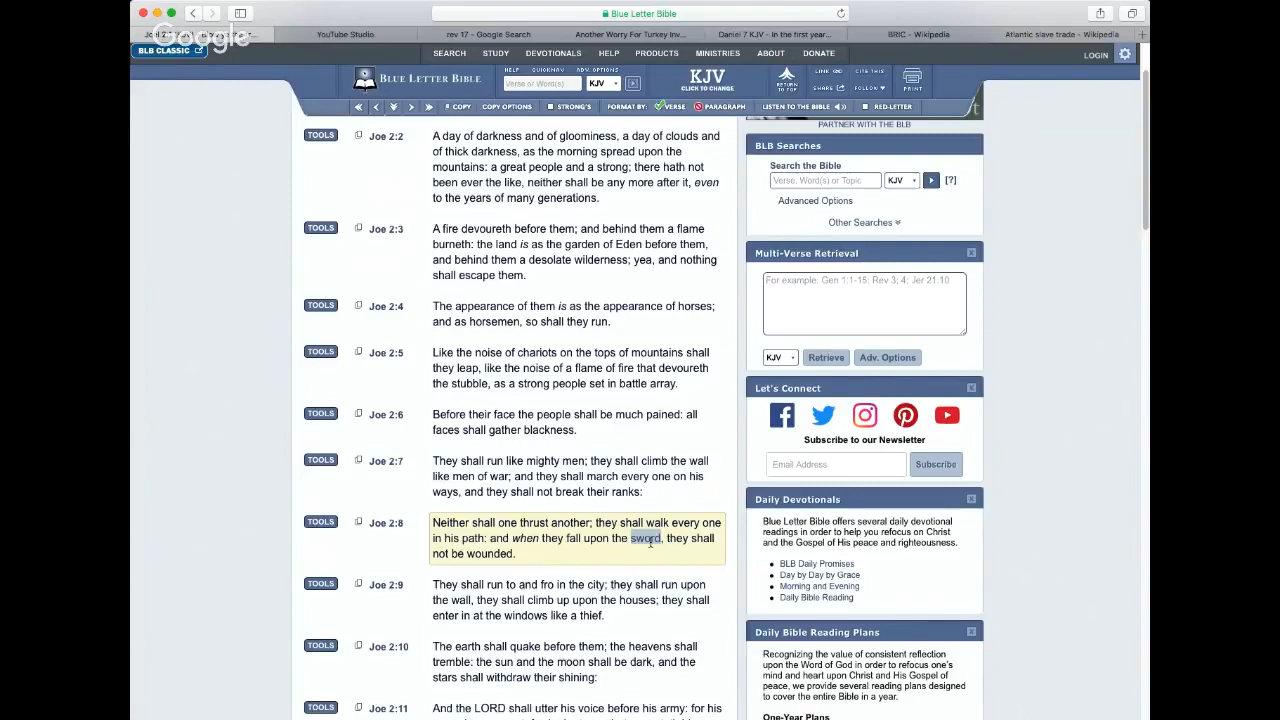 Blue Letter Bible
Google
YouTube Studio
rev 17 – Google Search
Another Worry For Turkey Inv...
Daniel 7 KJV - In the first year...
BRIC – Wikipedia
Atlantic slave trade - Wikipedia
BLB CLASSIC
SEARCH STUDY DEVOTIONALS HELP PRODUCTS MINISTRIES ABOUT DONATE
LOGIN
BLUE LETTER BIBLE
HELP QUICKNAV ADV. OPTIONS
Verse or Word(s)
KJV
KJV
CLICK TO CHANGE
RETURN
TO TOP
LINK
SHARE
CITE THIS
FOLLOW
PRINT
COPY COPY OPTIONS STRONG'S FORMAT BY: VERSE PARAGRAPH LISTEN TO THE BIBLE RED-LETTER
TOOLS Joe 2:2 A day of darkness and of gloominess, a day of clouds and
of thick darkness, as the morning spread upon the
mountains: a great people and a strong; there hath not
been ever the like, neither shall be any more after it, even
to the years of many generations.
TOOLS Joe 2:3 A fire devoureth before them; and behind them a flame
burneth: the land is as the garden of Eden before them,
and behind them a desolate wilderness; yea, and nothing
shall escape them.
TOOLS Joe 2:4 The appearance of them is as the appearance of horses;
and as horsemen, so shall they run.
TOOLS Joe 2:5 Like the noise of chariots on the tops of mountains shall
they leap, like the noise of a flame of fire that devoureth
the stubble, as a strong people set in battle array.
TOOLS Joe 2:6 Before their face the people shall be much pained: all
faces shall gather blackness.
TOOLS Joe 2:7 They shall run like mighty men; they shall climb the wall
like men of war; and they shall march every one on his
ways, and they shall not break their ranks:
TOOLS Joe 2:8 Neither shall one thrust another; they shall walk every one
in his path: and when they fall upon the sword, they shall
not be wounded.
TOOLS Joe 2:9 They shall run to and fro in the city; they shall run upon
the wall, they shall climb up upon the houses; they shall
enter in at the windows like a thief.
TOOLS Joe 2:10 The earth shall quake before them; the heavens shall
tremble: the sun and the moon shall be dark, and the
stars shall withdraw their shining:
TOOLS Joe 2:11 And the LORD shall utter his voice before his army: for his
PARTNER WITH THE BLB
BLB Searches
Search the Bible
Verse, Word(s) or Topic KJV [?]
Advanced Options
Other Searches
Multi-Verse Retrieval
For example; Gen 1:1-15; Rev 3; 4; Jer 21:10
KJV Retrieve Adv. Options
Let's Connect
Subscribe to our Newsletter
Email Address Subscribe
Daily Devotionals
Blue Letter Bible offers several daily devotional
readings in order to help you refocus on Christ
and the Gospel of His peace and righteousness.
BLB Daily Promises
Day by Day by Grace
Morning and Evening
Daily Bible Reading
Daily Bible Reading Plans
Recognizing the value of consistent reflection
upon the Word of God in order to refocus one's
mind and heart upon Christ and His Gospel of
peace, we provide several reading plans designed
to cover the entire Bible in a year.
One-Year Plans